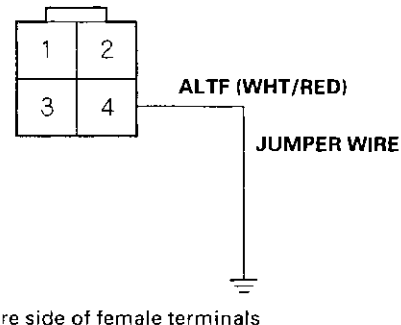 1 2
3 4
ALTF (WHT/RED)
JUMPER WIRE
re side of female terminals